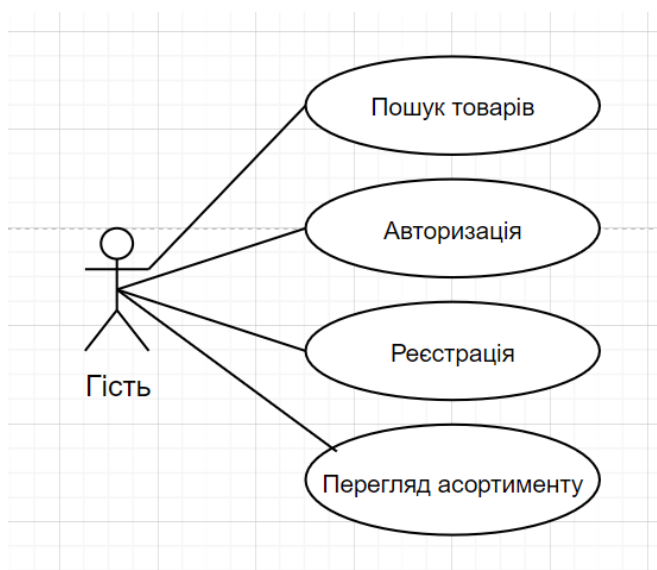 Пошук товарів
Авторизація
Реєстрація
Гість
Перегляд асортименту